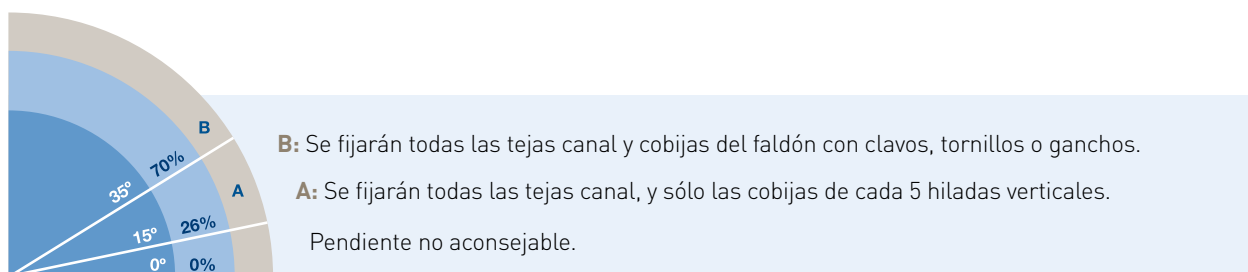 B
B: Se fijarán todas las tejas canal y cobijas del faldón con clavos, tornillos o ganchos.
35º 70%
A
A: Se fijarán todas las tejas canal, y sólo las cobijas de cada 5 hiladas verticales.
15º 26%
Pendiente no aconsejable.
0º 0%